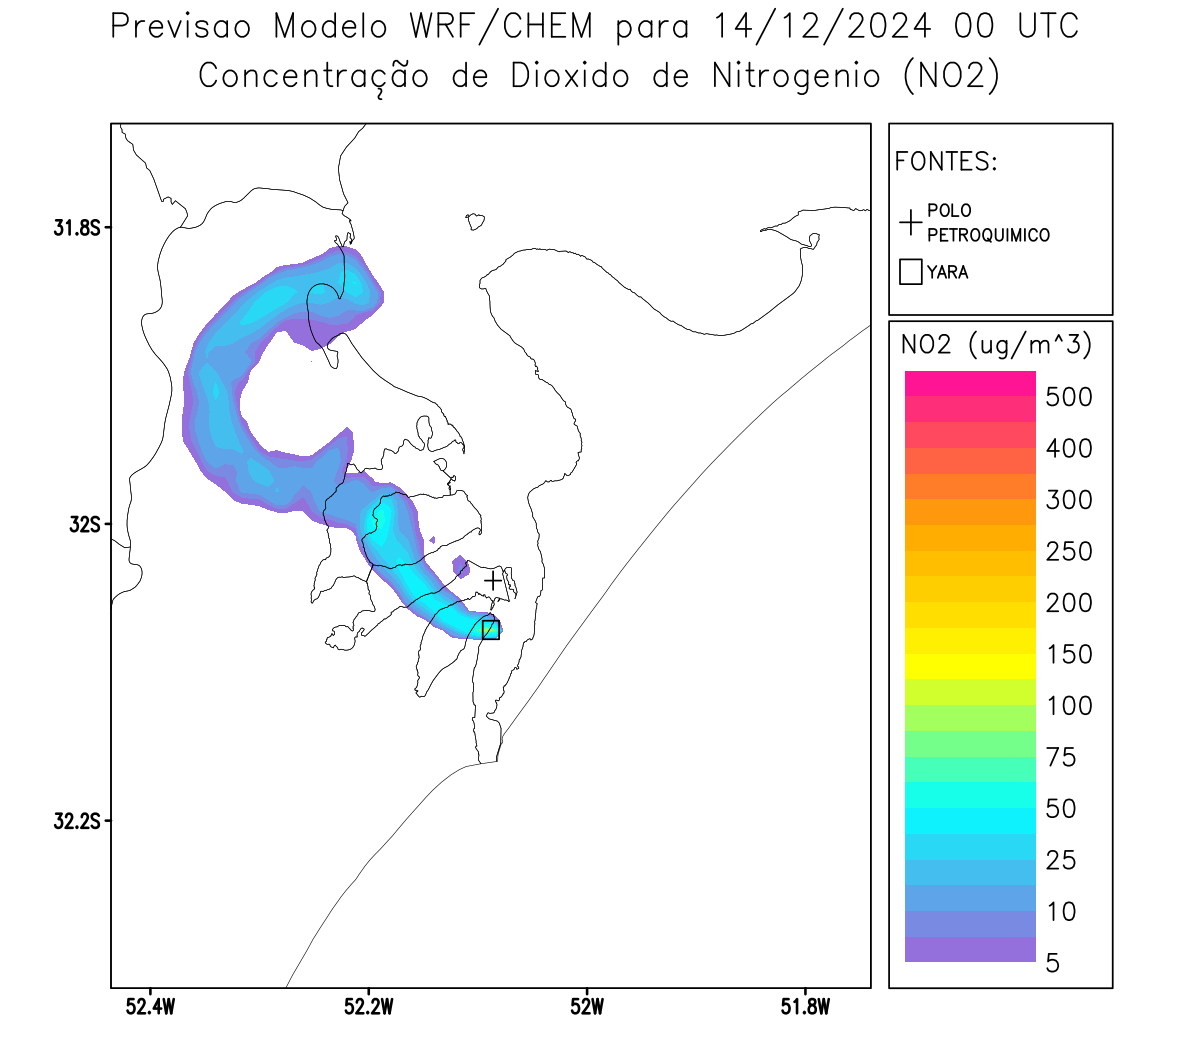 Previsao Modelo WRF/CHEM para 14/12/2024 00 UTC
Concentração de Dioxido de Nitrogenio (NO2)
FONTES:
POLO
PETROQUIMICO
YARA
NO2 (ug/m^3)
500
400
300
250
200
150
100
75
50
25
10
5
31.8S
32S
32.2S
52.4W
52.2W
52W
51.8W